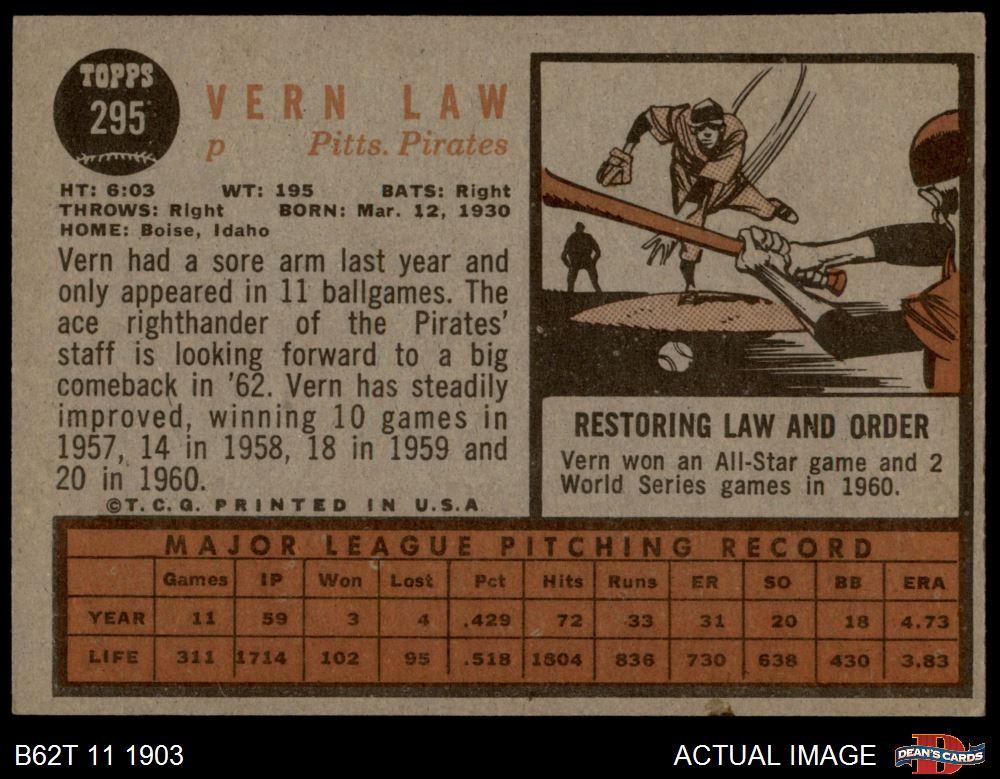 TOPPS
295
VERN LAW
p Pitts. Pirates
HT: 6:03 WT: 195 BATS: Right
THROWS: Right BORN: Mar. 12, 1930
HOME: Boise, Idaho
Vern had a sore arm last year and
only appeared in 11 ballgames. The
ace righthander of the Pirates'
staff is looking forward to a big
comeback in '62. Vern has steadily
improved, winning 10 games in
1957, 14 in 1958, 18 in 1959 and
20 in 1960.
©T.C.G. PRINTED IN U.S.A
RESTORING LAW AND ORDER
Vern won an All-Star game and 2
World Series games in 1960.
MAJOR LEAGUE PITCHING RECORD
Games IP Won Lost Pct Hits Runs ER SO BB ERA
YEAR 11 59 3 4 .429 72 33 31 20 18 4.73
LIFE 311 1714 102 95 .518 1804 836 730 638 430 3.83
B62T 11 1903
ACTUAL IMAGE
DEAN'S CARDS